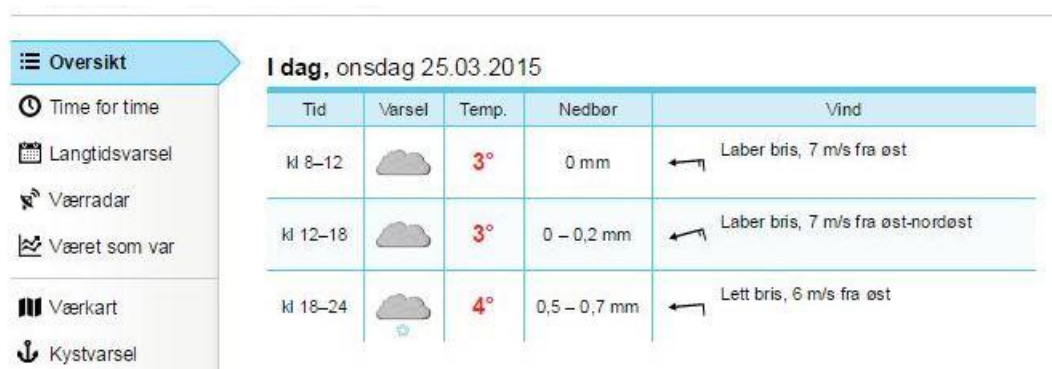 Oversikt
Time for time
Langtidsvarsel
Værradar
Været som var
Værkart
Kystvarsel
I dag, onsdag 25.03.2015
Tid Varsel Temp. Nedbør Vind
kl 8–12 3° 0 mm Laber bris, 7 m/s fra øst
kl 12–18 3° 0 – 0,2 mm Laber bris, 7 m/s fra øst-nordøst
kl 18–24 4° 0,5 – 0,7 mm Lett bris, 6 m/s fra øst